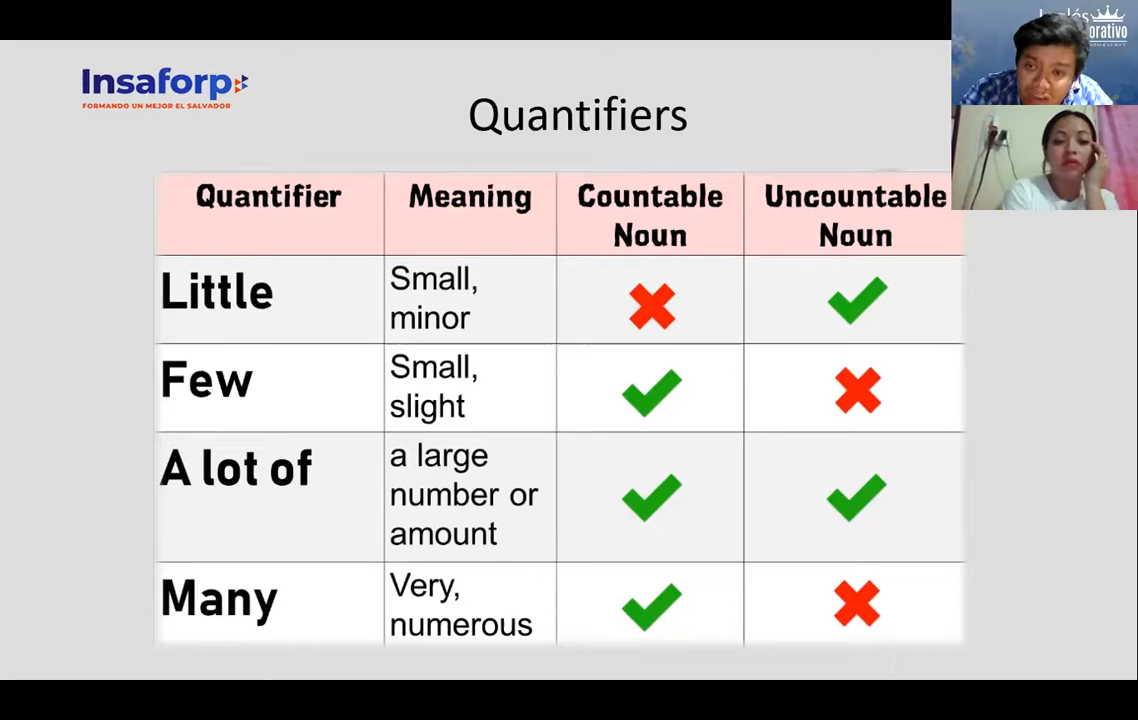 Inglés
orativo
Insaforp
FORMANDO UN MEJOR EL SALVADOR
Quantifiers
Quantifier Meaning Countable Noun Uncountable Noun
Little Small, minor
Few Small, slight
A lot of a large number or amount
Many Very, numerous